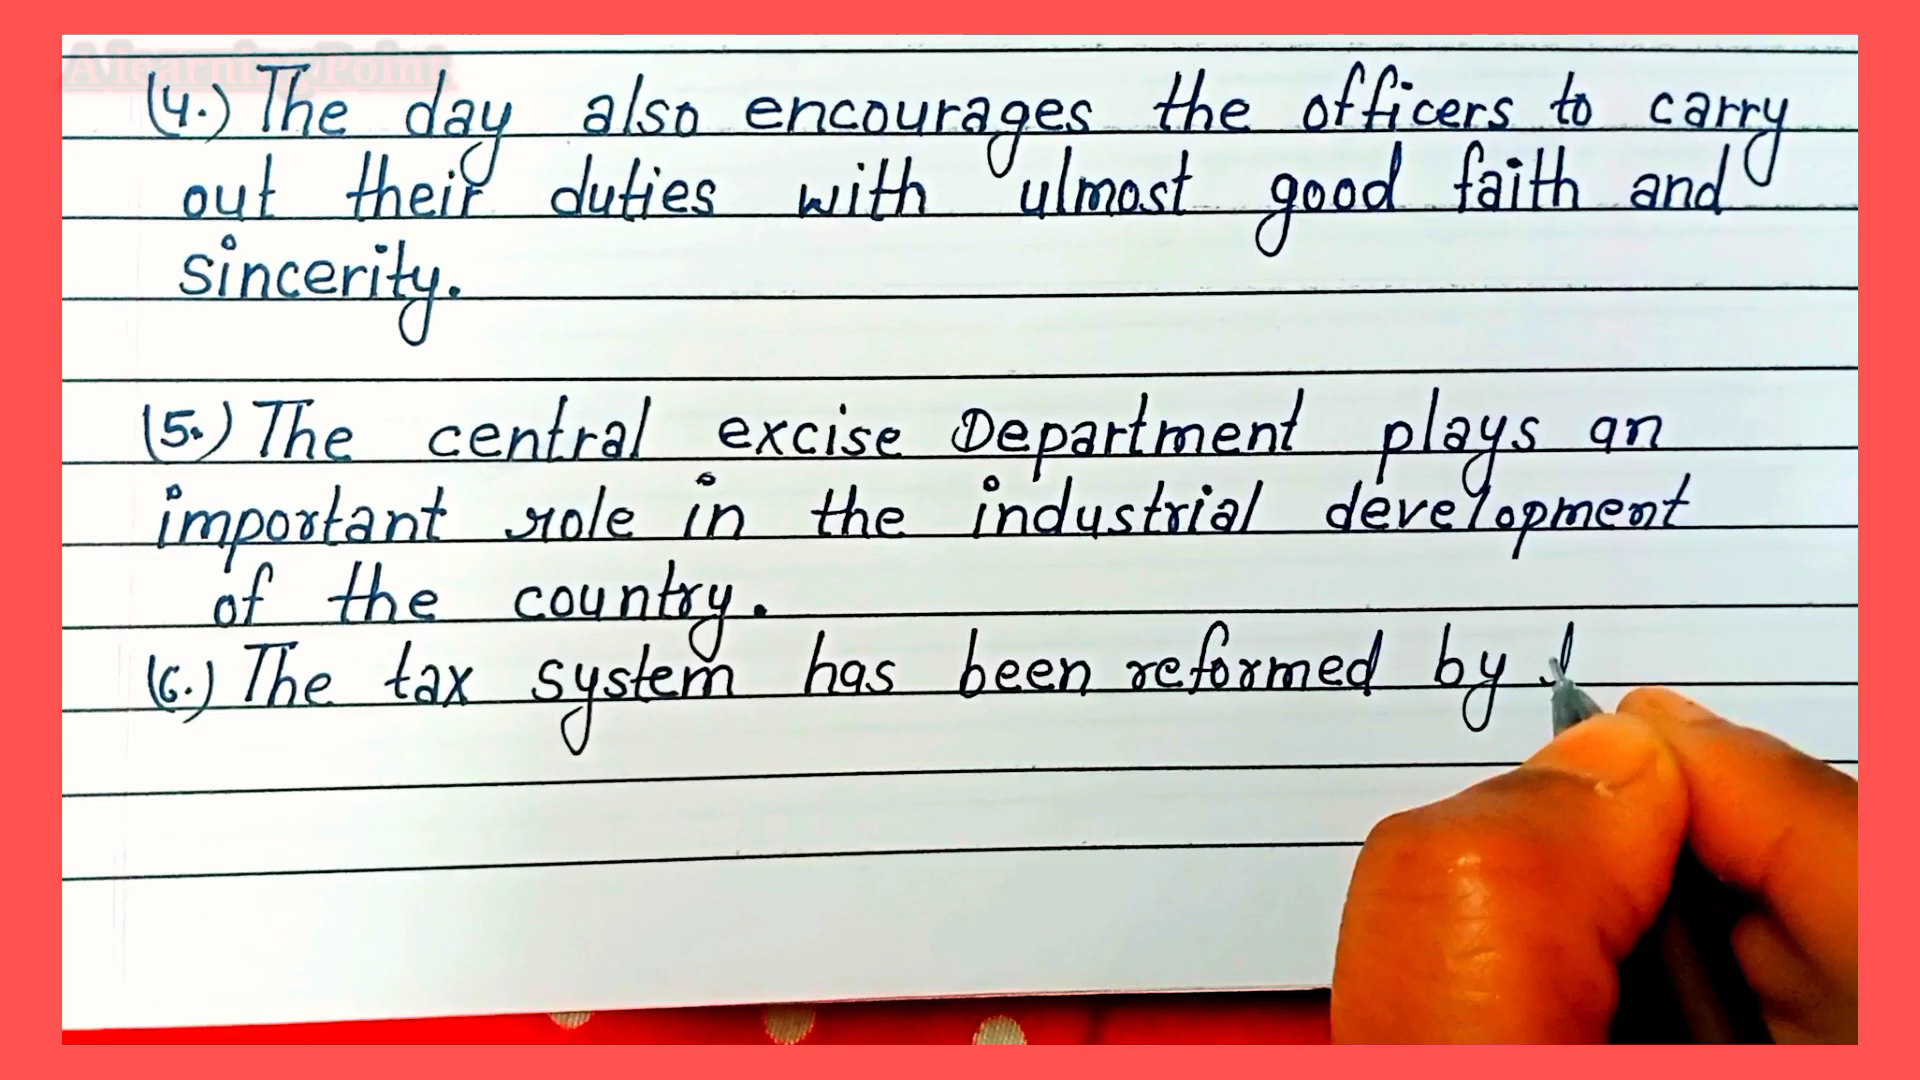 A learning Point
(4.) The day also encourages the officers to carry
out their duties with ulmost good faith and
sincerity.
(5.) The central excise Department plays an
important role in the industrial development
of the country.
(6.) The tax system has been reformed by